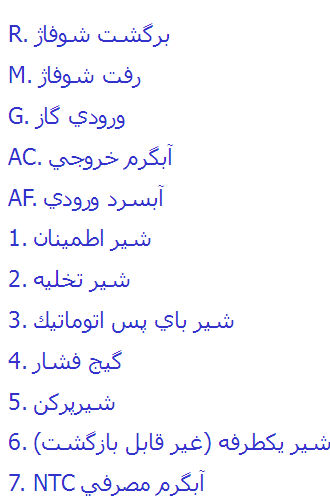 R. برگشت شوفاژ
M. رفت شوفاژ
G. ورودي گاز
AC. آبگرم خروجي
AF. آبسرد ورودي
1. شير اطمينان
2. شير تخليه
3. شير باي پس اتوماتيك
4. گيج فشار
5. شيرپركن
6. شير يكطرفه (غير قابل بازگشت)
7. NTC آبگرم مصرفي